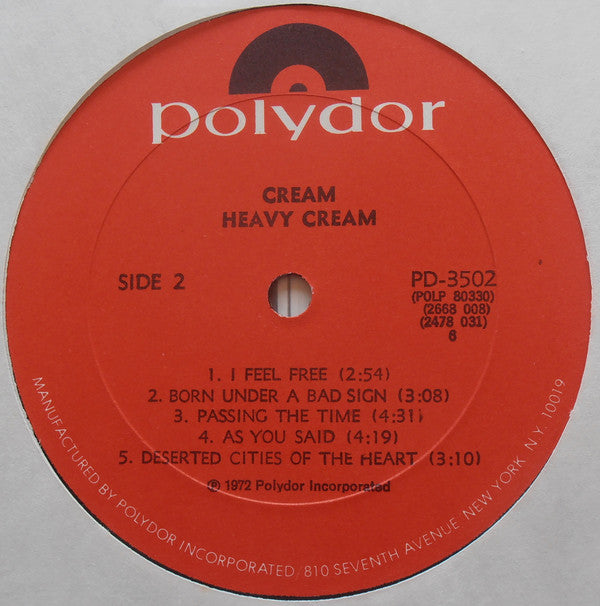 polydor
CREAM
HEAVY CREAM
SIDE 2
PD-3502
(POLP 80330)
(2668 008)
(2478 031)
6
1. I FEEL FREE (2:54)
2. BORN UNDER A BAD SIGN (3:08)
3. PASSING THE TIME (4:31)
4. AS YOU SAID (4:19)
5. DESERTED CITIES OF THE HEART (3:10)
℗ 1972 Polydor Incorporated
MANUFACTURED BY POLYDOR INCORPORATED/810 SEVENTH AVENUE/NEW YORK N.Y. 10019